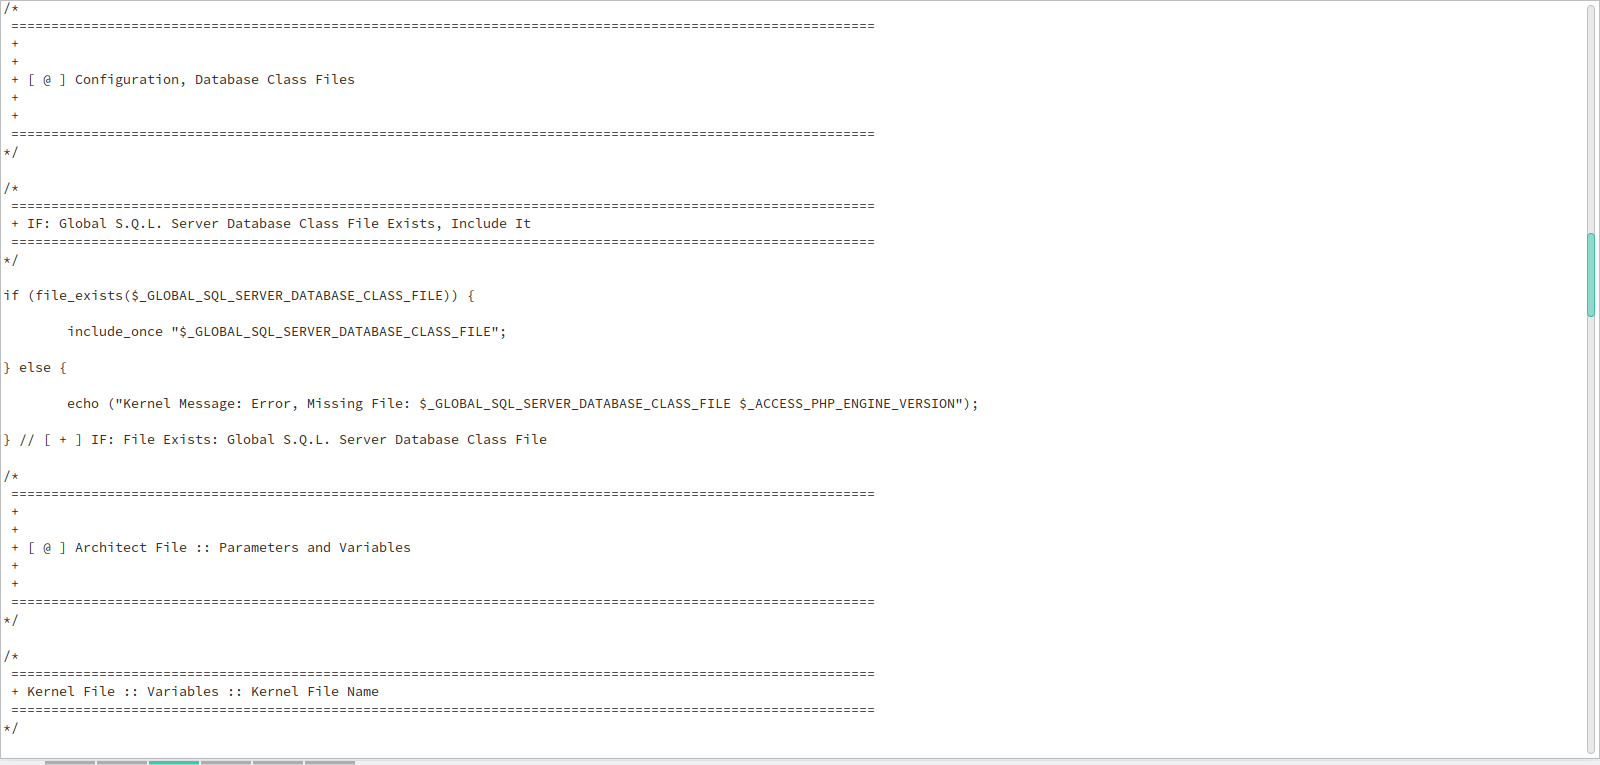 /*
============================================================================================================
+
+
+ [ @ ] Configuration, Database Class Files
+
+
============================================================================================================
*/
/*
============================================================================================================
+ IF: Global S.Q.L. Server Database Class File Exists, Include It
============================================================================================================
*/
if (file_exists($_GLOBAL_SQL_SERVER_DATABASE_CLASS_FILE)) {
include_once "$_GLOBAL_SQL_SERVER_DATABASE_CLASS_FILE";
} else {
echo ("Kernel Message: Error, Missing File: $_GLOBAL_SQL_SERVER_DATABASE_CLASS_FILE $_ACCESS_PHP_ENGINE_VERSION");
} // [ + ] IF: File Exists: Global S.Q.L. Server Database Class File
/*
============================================================================================================
+
+
+ [ @ ] Architect File :: Parameters and Variables
+
+
============================================================================================================
*/
/*
============================================================================================================
+ Kernel File :: Variables :: Kernel File Name
============================================================================================================
*/